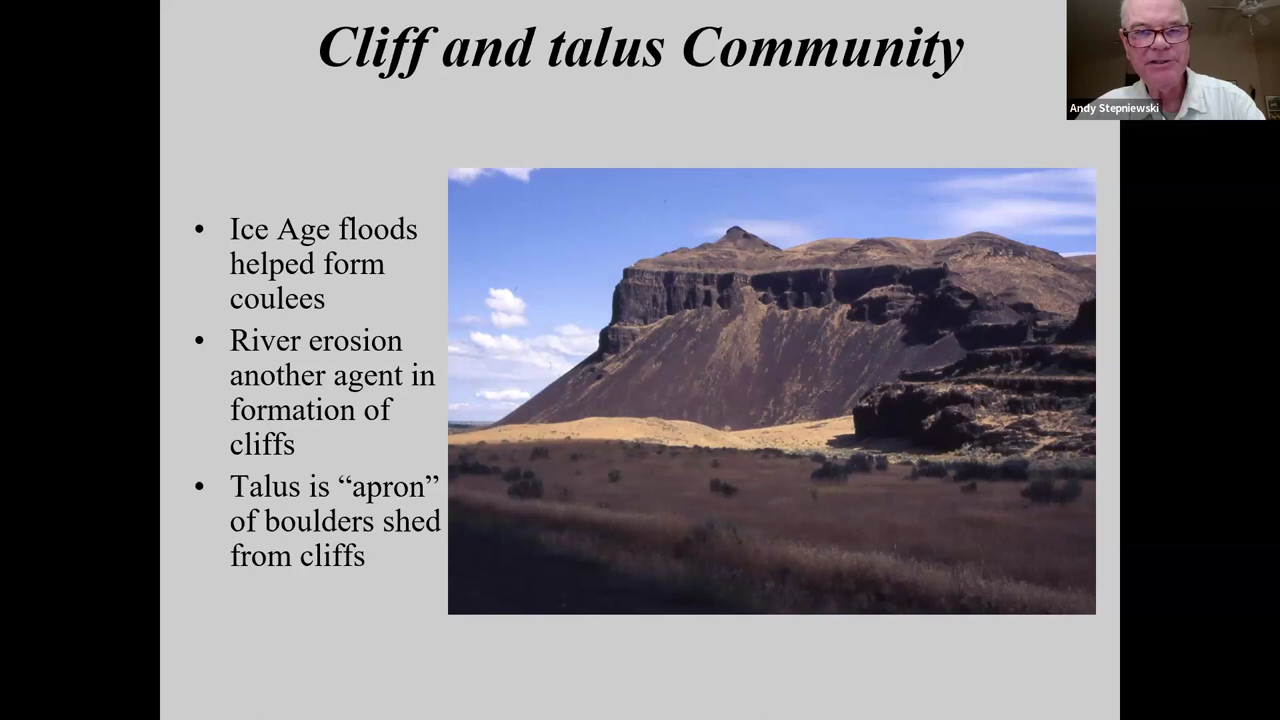 Cliff and talus Community
Andy Stepniewski
• Ice Age floods
helped form
coulees
• River erosion
another agent in
formation of
cliffs
• Talus is “apron”
of boulders shed
from cliffs